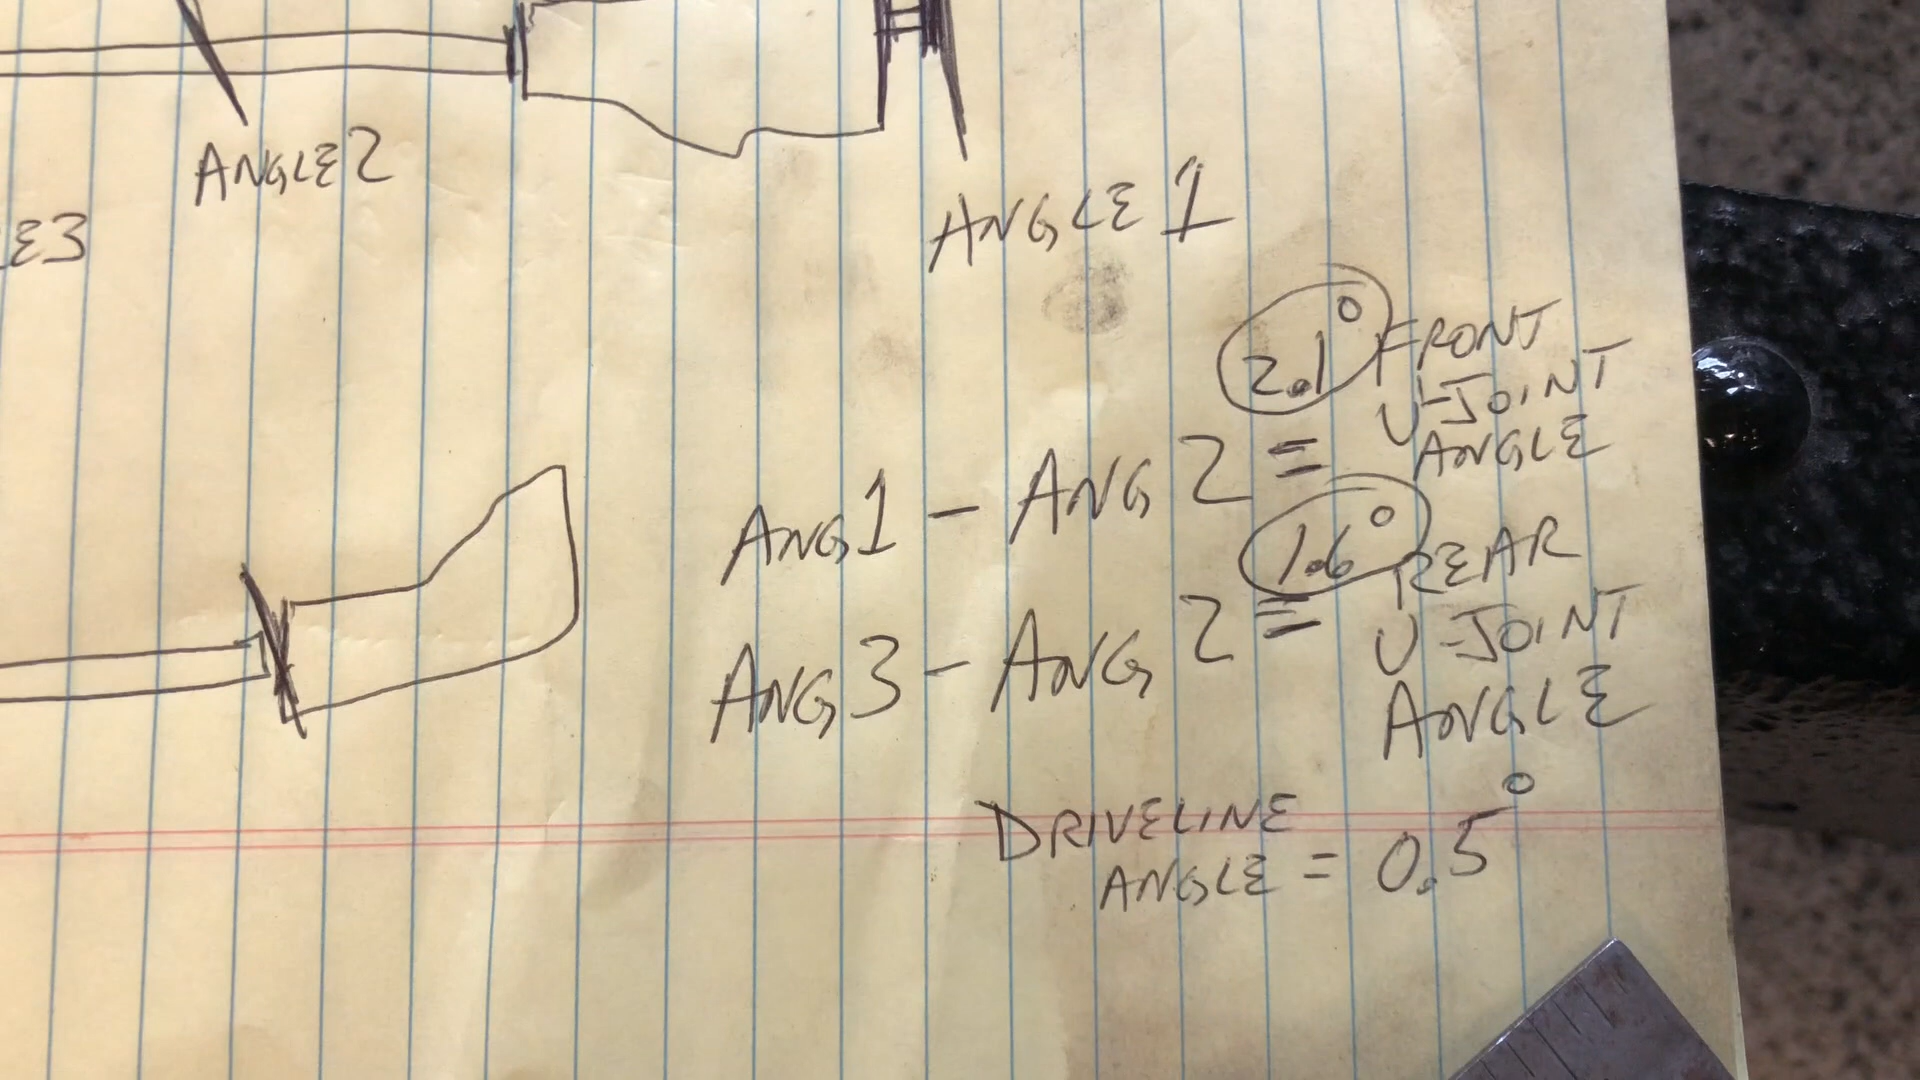 ANGLE 2
E3
ANGLE 1
2.1° FRONT
U-JOINT
ANGLE
ANG 1 - ANG 2 =
1.6° REAR
U-JOINT
ANGLE
ANG 3 - ANG 2 =
DRIVELINE
ANGLE = 0.5°